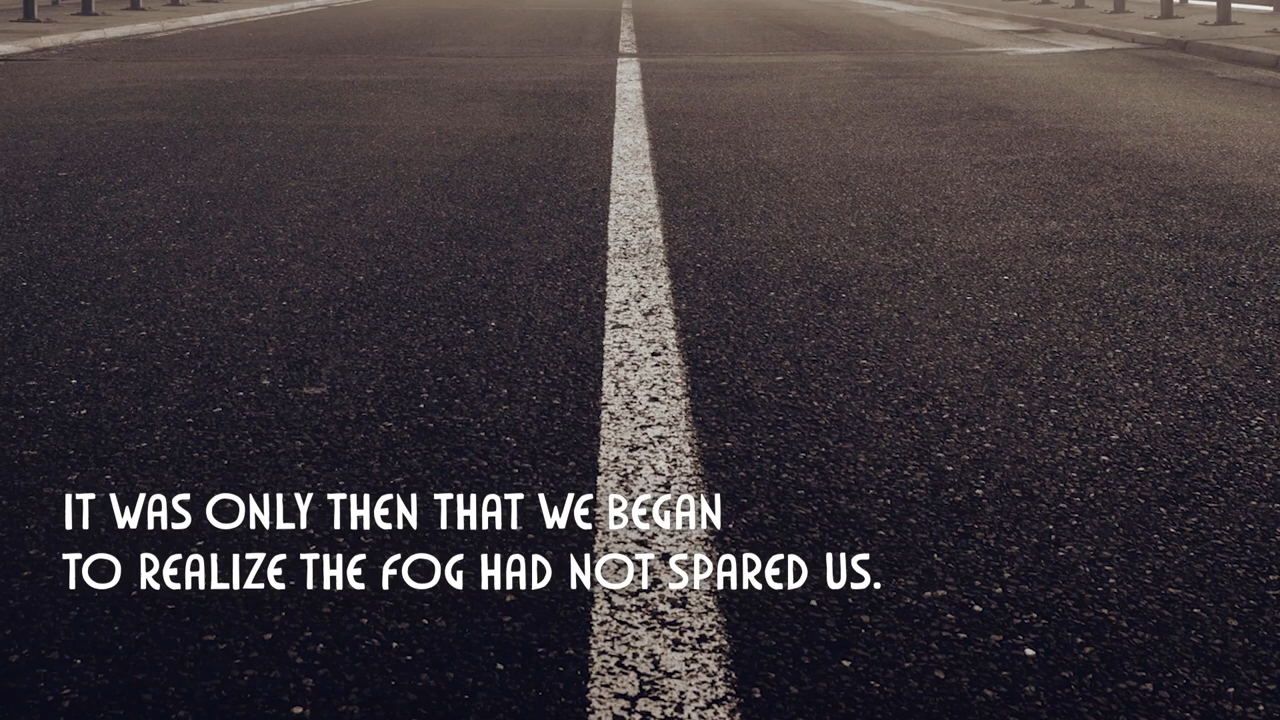 IT WAS ONLY THEN THAT WE BEGAN
TO REALIZE THE FOG HAD NOT SPARED US.